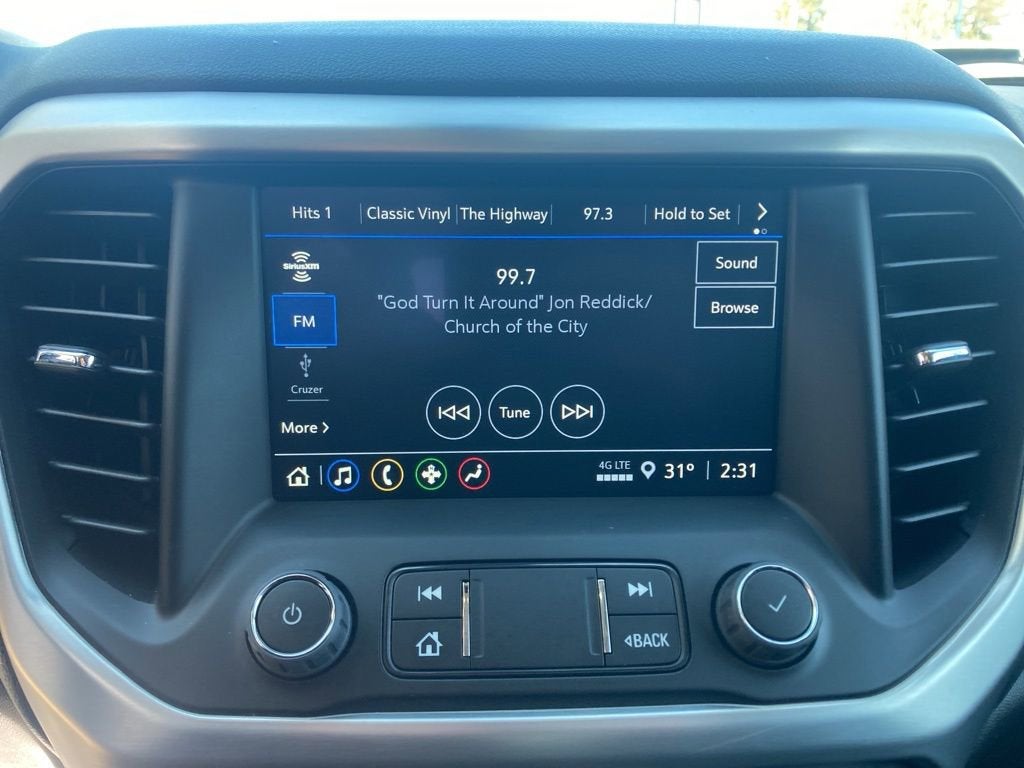 Hits 1 Classic Vinyl The Highway 97.3 Hold to Set >
SiriusXM
FM
Cruzer
More >
99.7
"God Turn It Around" Jon Reddick/
Church of the City
Sound
Browse
Tune
4G LTE 31° 2:31
BACK